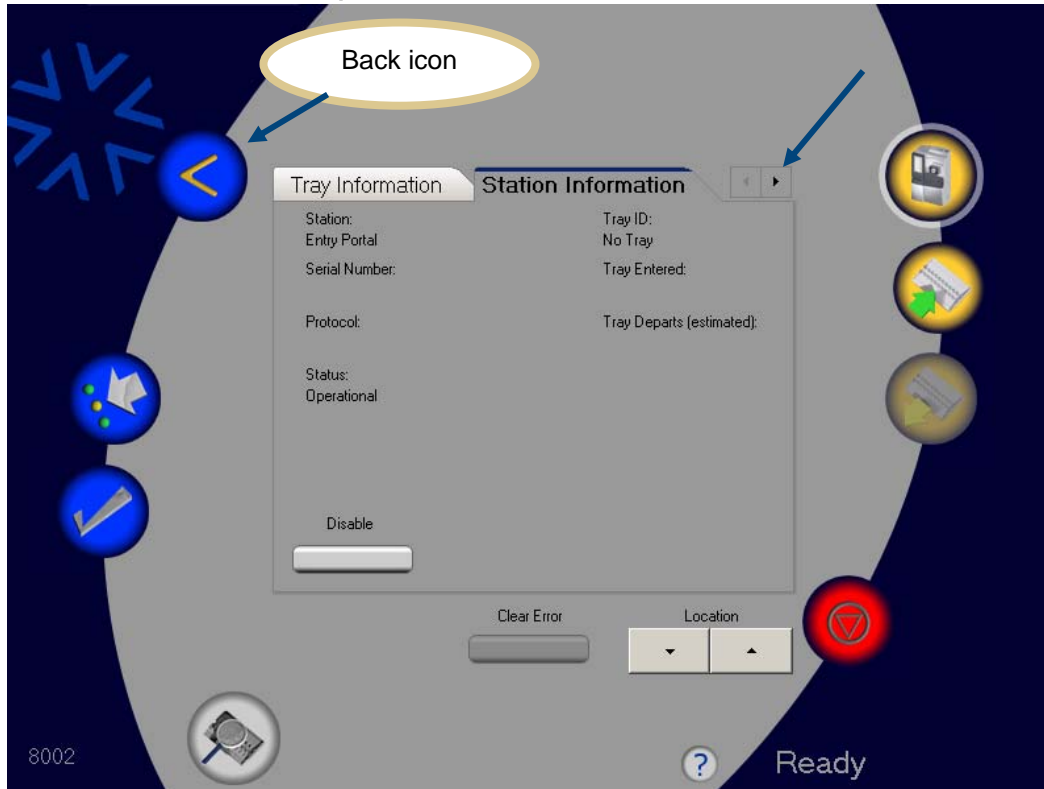 Back icon
Tray Information
Station Information
Station:
Entry Portal
Tray ID:
No Tray
Serial Number:
Tray Entered:
Protocol:
Tray Departs (estimated):
Status:
Operational
Disable
Clear Error
Location
8002
?
Ready